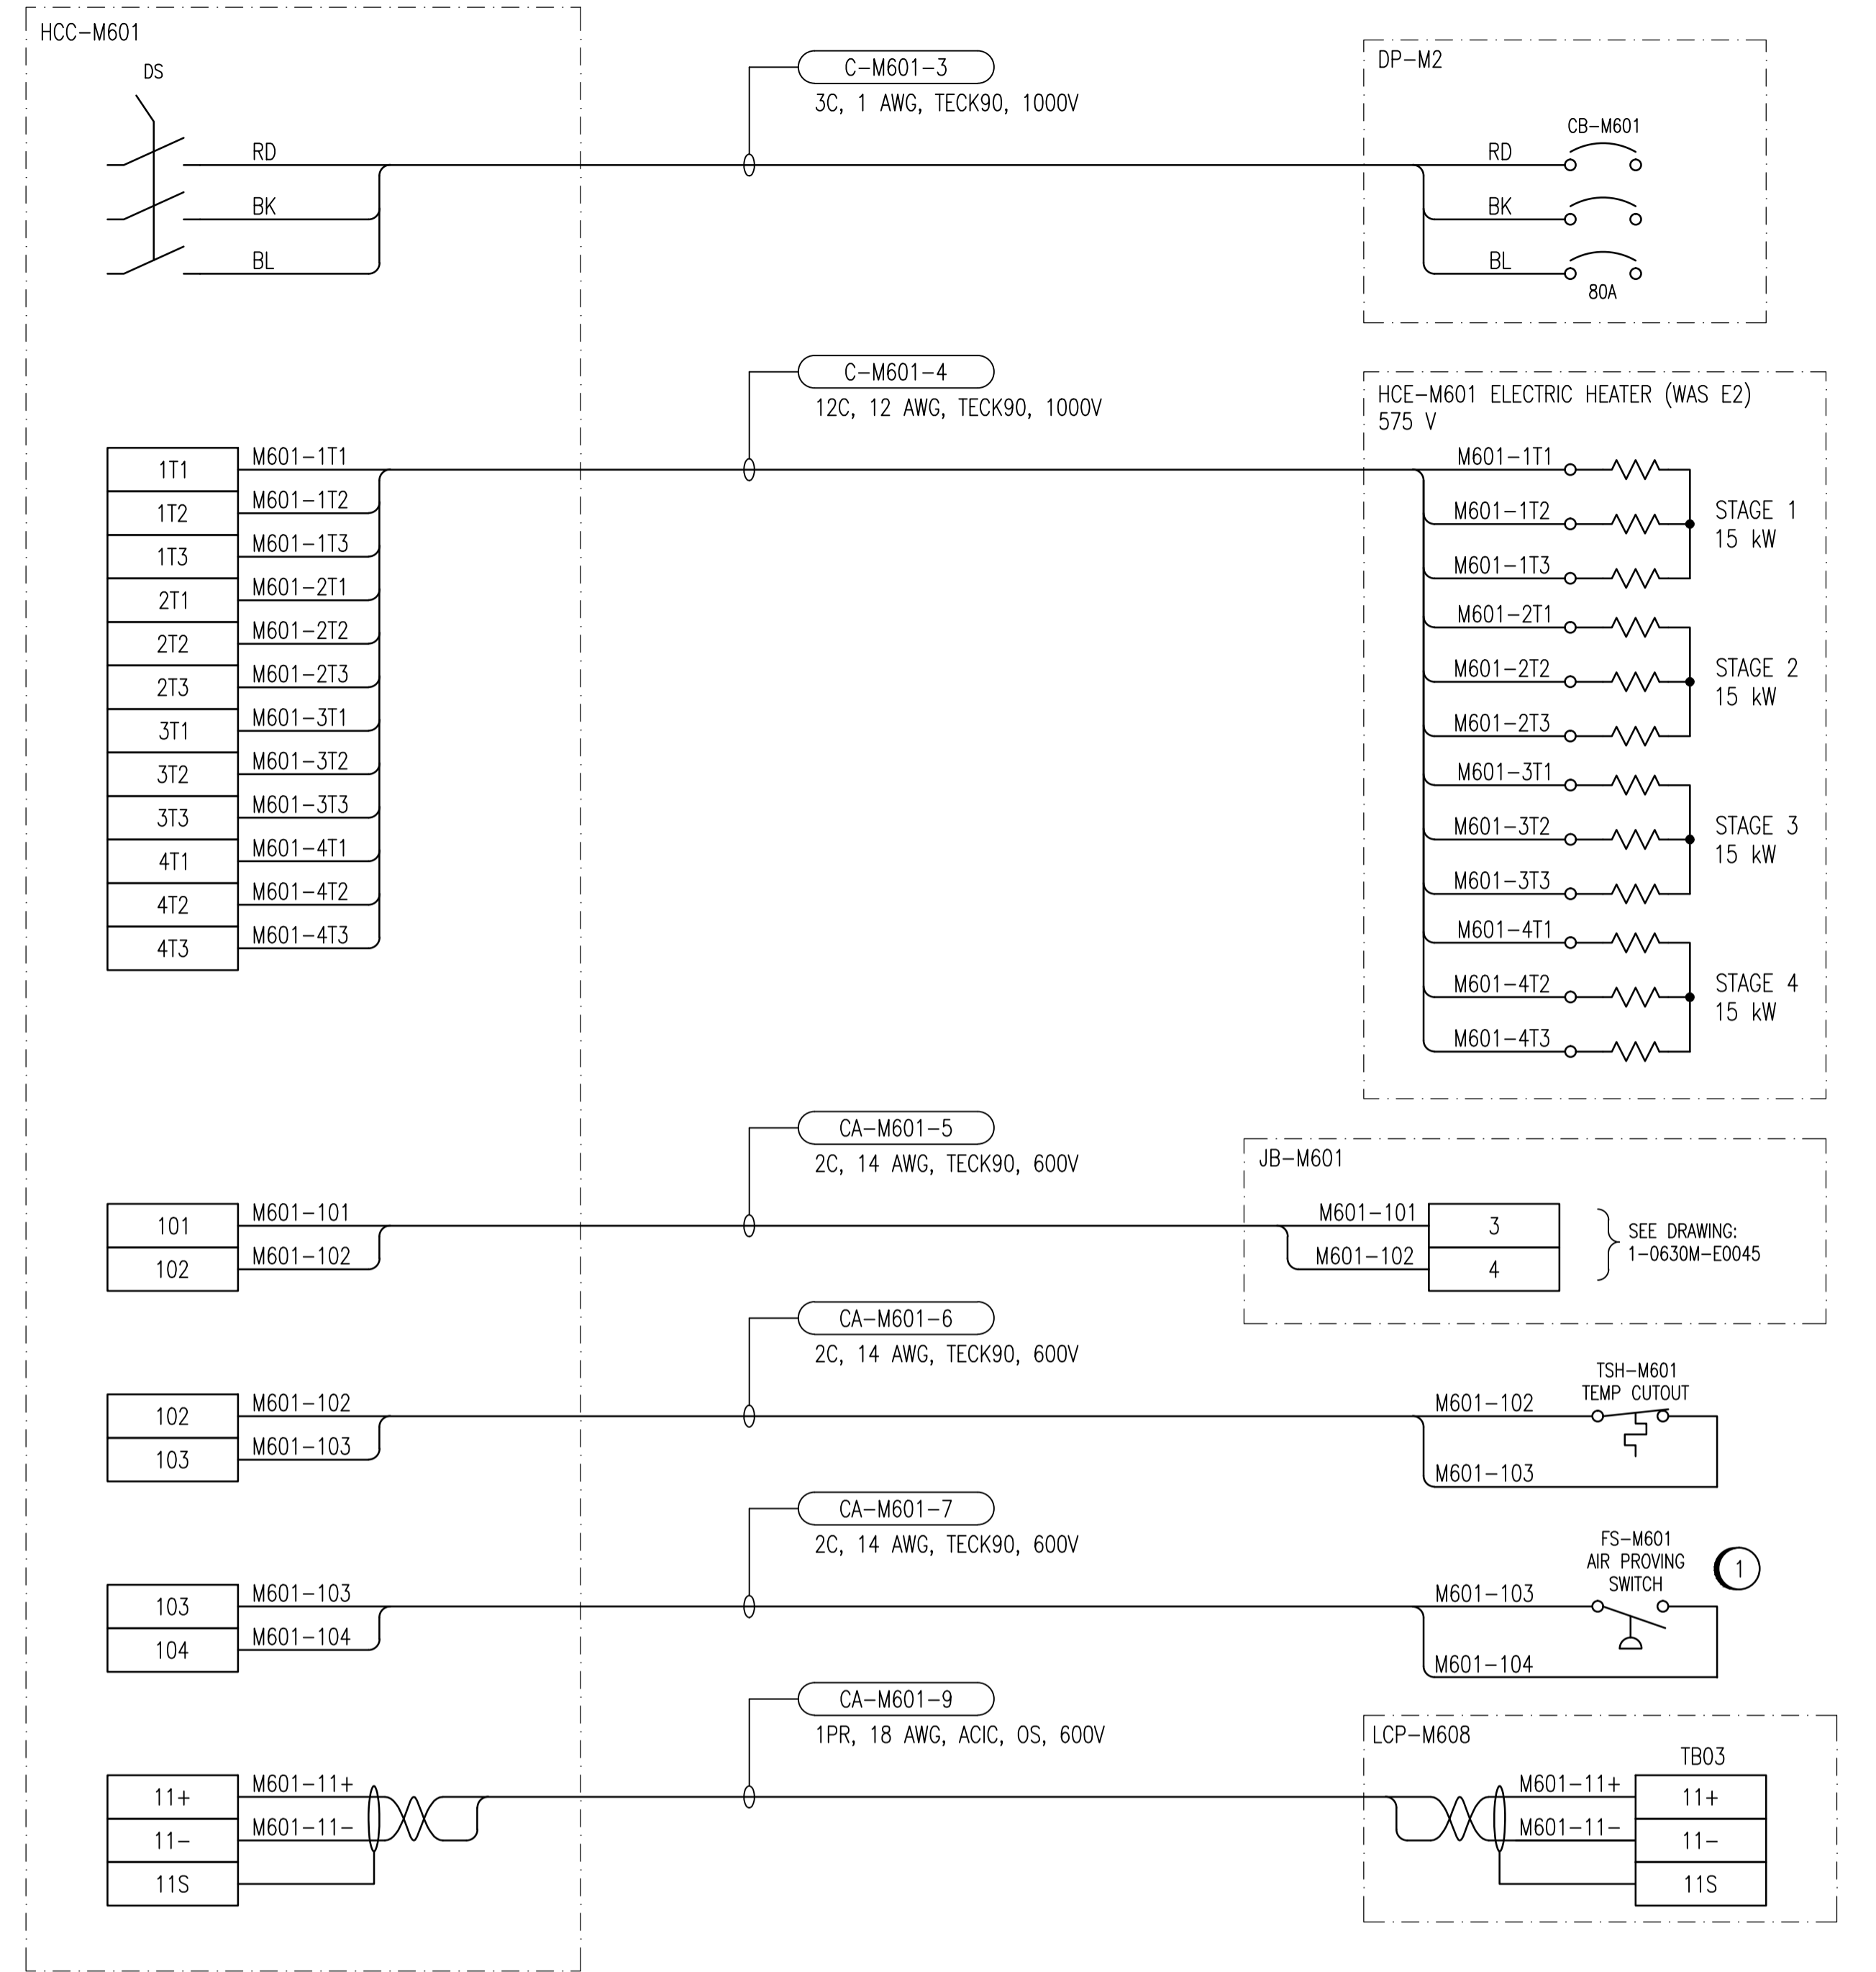 HCC-M601
DS
RD
BK
BL
C-M601-3
3C, 1 AWG, TECK90, 1000V
DP-M2
CB-M601
RD
BK
BL
80A
C-M601-4
12C, 12 AWG, TECK90, 1000V
HCE-M601 ELECTRIC HEATER (WAS E2)
575 V
1T1 M601-1T1
1T2 M601-1T2
1T3 M601-1T3
2T1 M601-2T1
2T2 M601-2T2
2T3 M601-2T3
3T1 M601-3T1
3T2 M601-3T2
3T3 M601-3T3
4T1 M601-4T1
4T2 M601-4T2
4T3 M601-4T3
M601-1T1
M601-1T2
M601-1T3
STAGE 1
15 kW
M601-2T1
M601-2T2
M601-2T3
STAGE 2
15 kW
M601-3T1
M601-3T2
M601-3T3
STAGE 3
15 kW
M601-4T1
M601-4T2
M601-4T3
STAGE 4
15 kW
CA-M601-5
2C, 14 AWG, TECK90, 600V
JB-M601
101 M601-101
102 M601-102
M601-101 3
M601-102 4
SEE DRAWING:
1-0630M-E0045
CA-M601-6
2C, 14 AWG, TECK90, 600V
102 M601-102
103 M601-103
TSH-M601
TEMP CUTOUT
M601-102
M601-103
CA-M601-7
2C, 14 AWG, TECK90, 600V
103 M601-103
104 M601-104
FS-M601
AIR PROVING
SWITCH
1
M601-103
M601-104
CA-M601-9
1PR, 18 AWG, ACIC, OS, 600V
11+ M601-11+
11- M601-11-
11S
LCP-M608
TB03
M601-11+ 11+
M601-11- 11-
11S